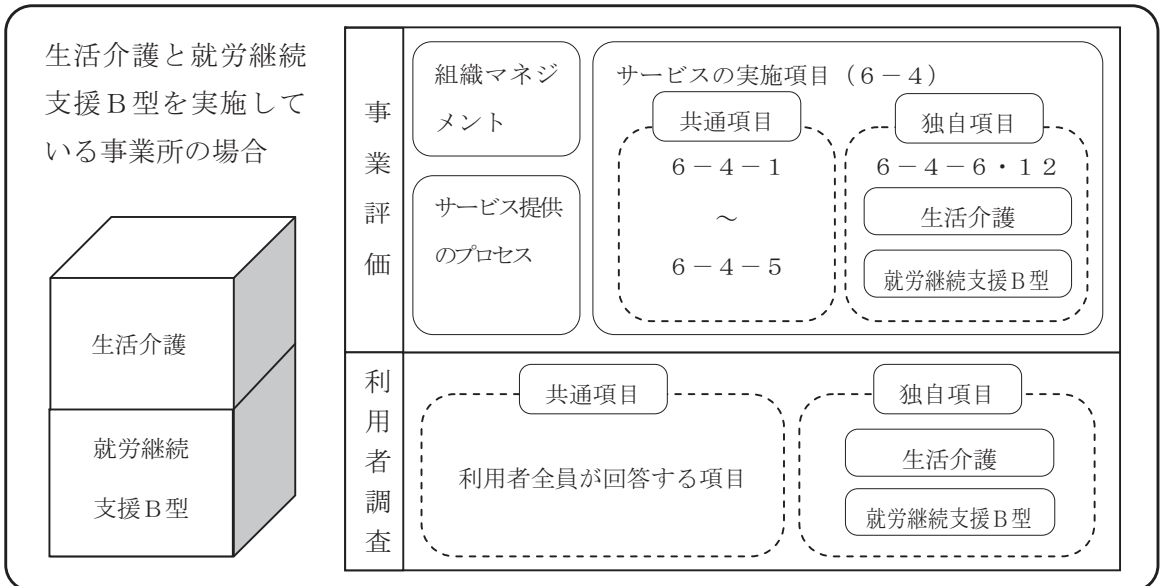 生活介護と就労継続
支援Ｂ型を実施して
いる事業所の場合
生活介護
就労継続
支援Ｂ型
事業評価
組織マネジ
メント
サービス提供
のプロセス
サービスの実施項目（６－４）
共通項目
６－４－１
～
６－４－５
独自項目
６－４－６・１２
生活介護
就労継続支援Ｂ型
利用者調査
共通項目
利用者全員が回答する項目
独自項目
生活介護
就労継続支援Ｂ型